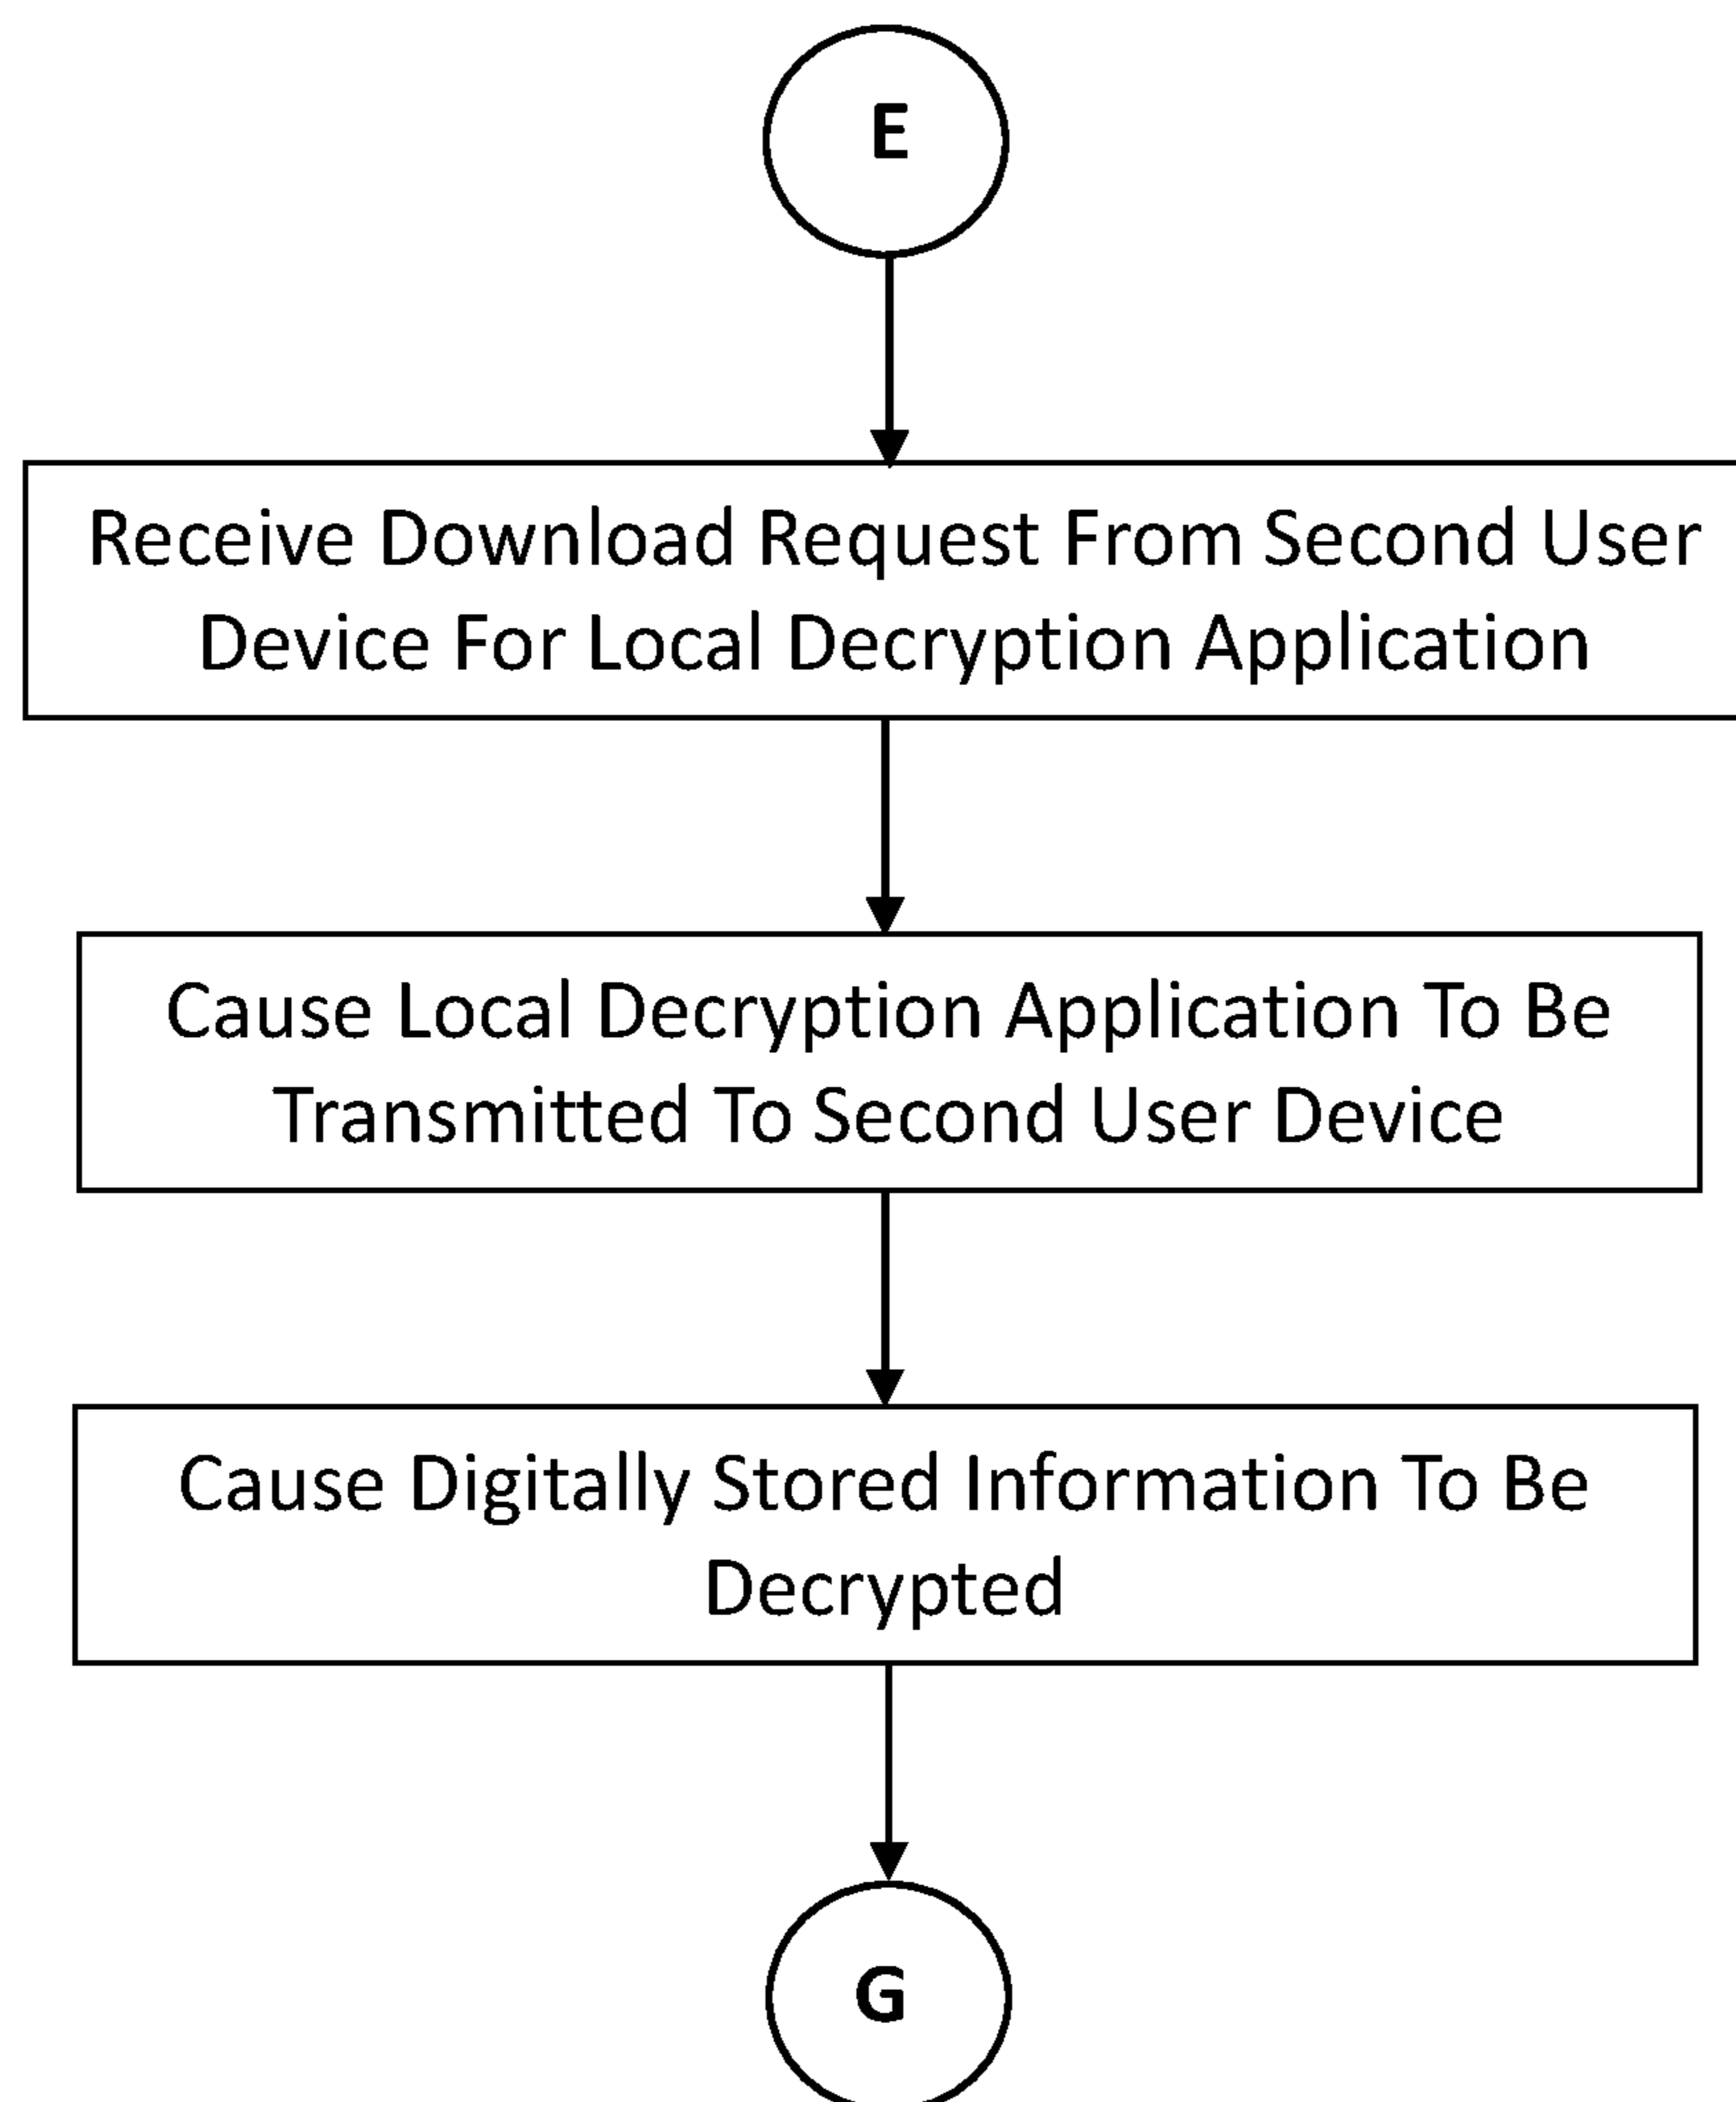 E
Receive Download Request From Second User
Device For Local Decryption Application
Cause Local Decryption Application To Be
Transmitted To Second User Device
Cause Digitally Stored Information To Be
Decrypted
G